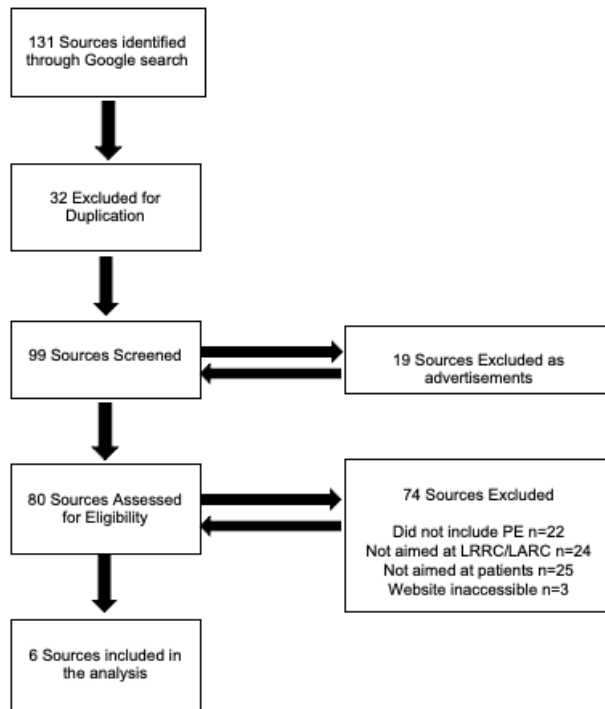 131 Sources identified
through Google search
32 Excluded for
Duplication
99 Sources Screened
19 Sources Excluded as
advertisements
80 Sources Assessed
for Eligibility
74 Sources Excluded
Did not include PE n=22
Not aimed at LRRC/LARC n=24
Not aimed at patients n=25
Website inaccessible n=3
6 Sources included in
the analysis